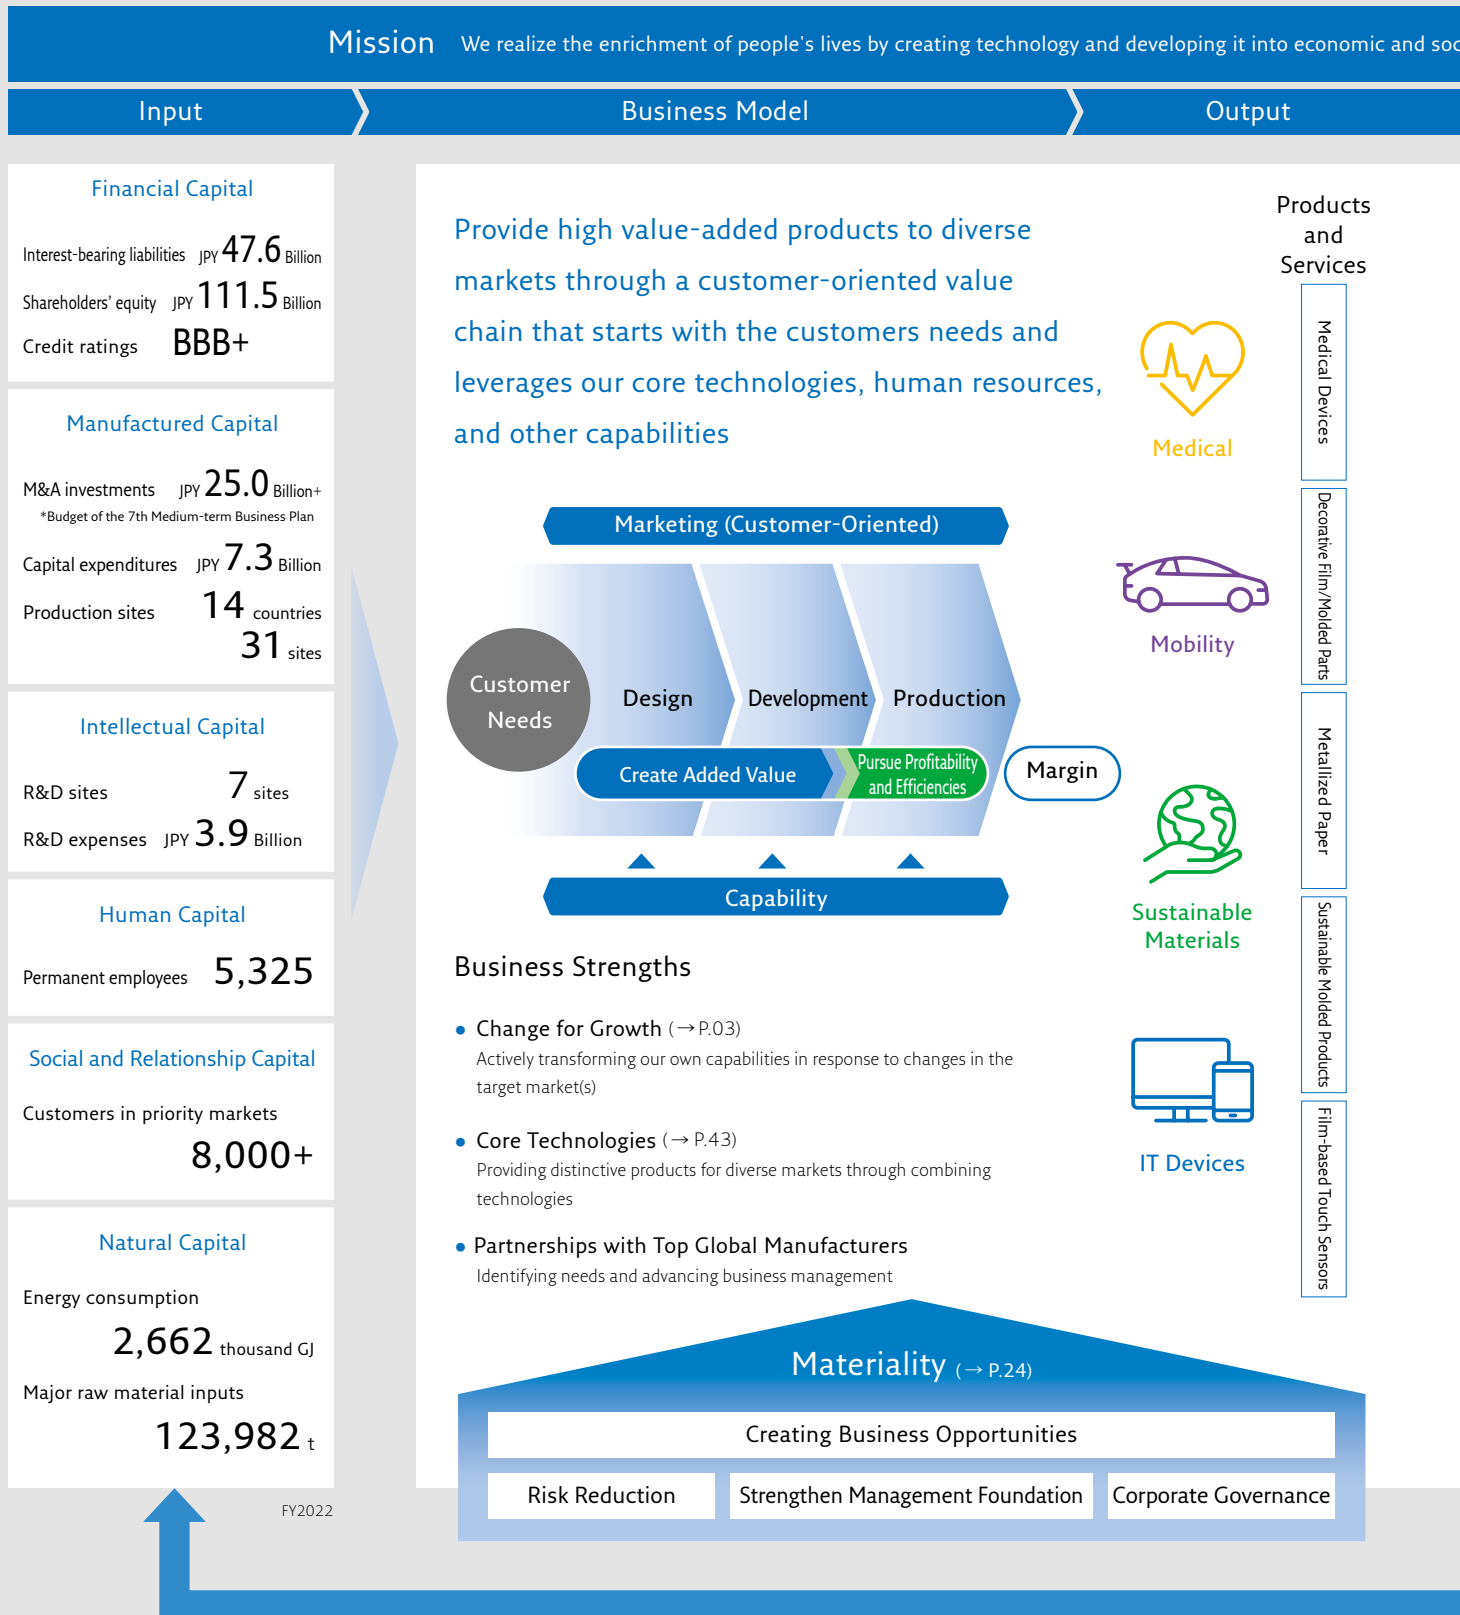 Mission We realize the enrichment of people's lives by creating technology and developing it into economic and soc
Input
Business Model
Output
Financial Capital
Interest-bearing liabilities JPY 47.6 Billion
Shareholders' equity JPY 111.5 Billion
Credit ratings BBB+
Manufactured Capital
M&A investments JPY 25.0 Billion+
*Budget of the 7th Medium-term Business Plan
Capital expenditures JPY 7.3 Billion
Production sites 14 countries
31 sites
Intellectual Capital
R&D sites 7 sites
R&D expenses JPY 3.9 Billion
Human Capital
Permanent employees 5,325
Social and Relationship Capital
Customers in priority markets
8,000+
Natural Capital
Energy consumption
2,662 thousand GJ
Major raw material inputs
123,982 t
FY2022
Provide high value-added products to diverse
markets through a customer-oriented value
chain that starts with the customers needs and
leverages our core technologies, human resources,
and other capabilities
Marketing (Customer-Oriented)
Customer
Needs
Design
Development
Production
Create Added Value
Pursue Profitability
and Efficiencies
Margin
Capability
Business Strengths
• Change for Growth (→P.03)
Actively transforming our own capabilities in response to changes in the
target market(s)
• Core Technologies (→ P.43)
Providing distinctive products for diverse markets through combining
technologies
• Partnerships with Top Global Manufacturers
Identifying needs and advancing business management
Materiality (→ P.24)
Creating Business Opportunities
Risk Reduction
Strengthen Management Foundation
Corporate Governance
Medical
Mobility
Sustainable
Materials
IT Devices
Products
and
Services
Medical Devices
Decorative Film/Molded Parts
Metallized Paper
Sustainable Molded Products
Film-based Touch Sensors